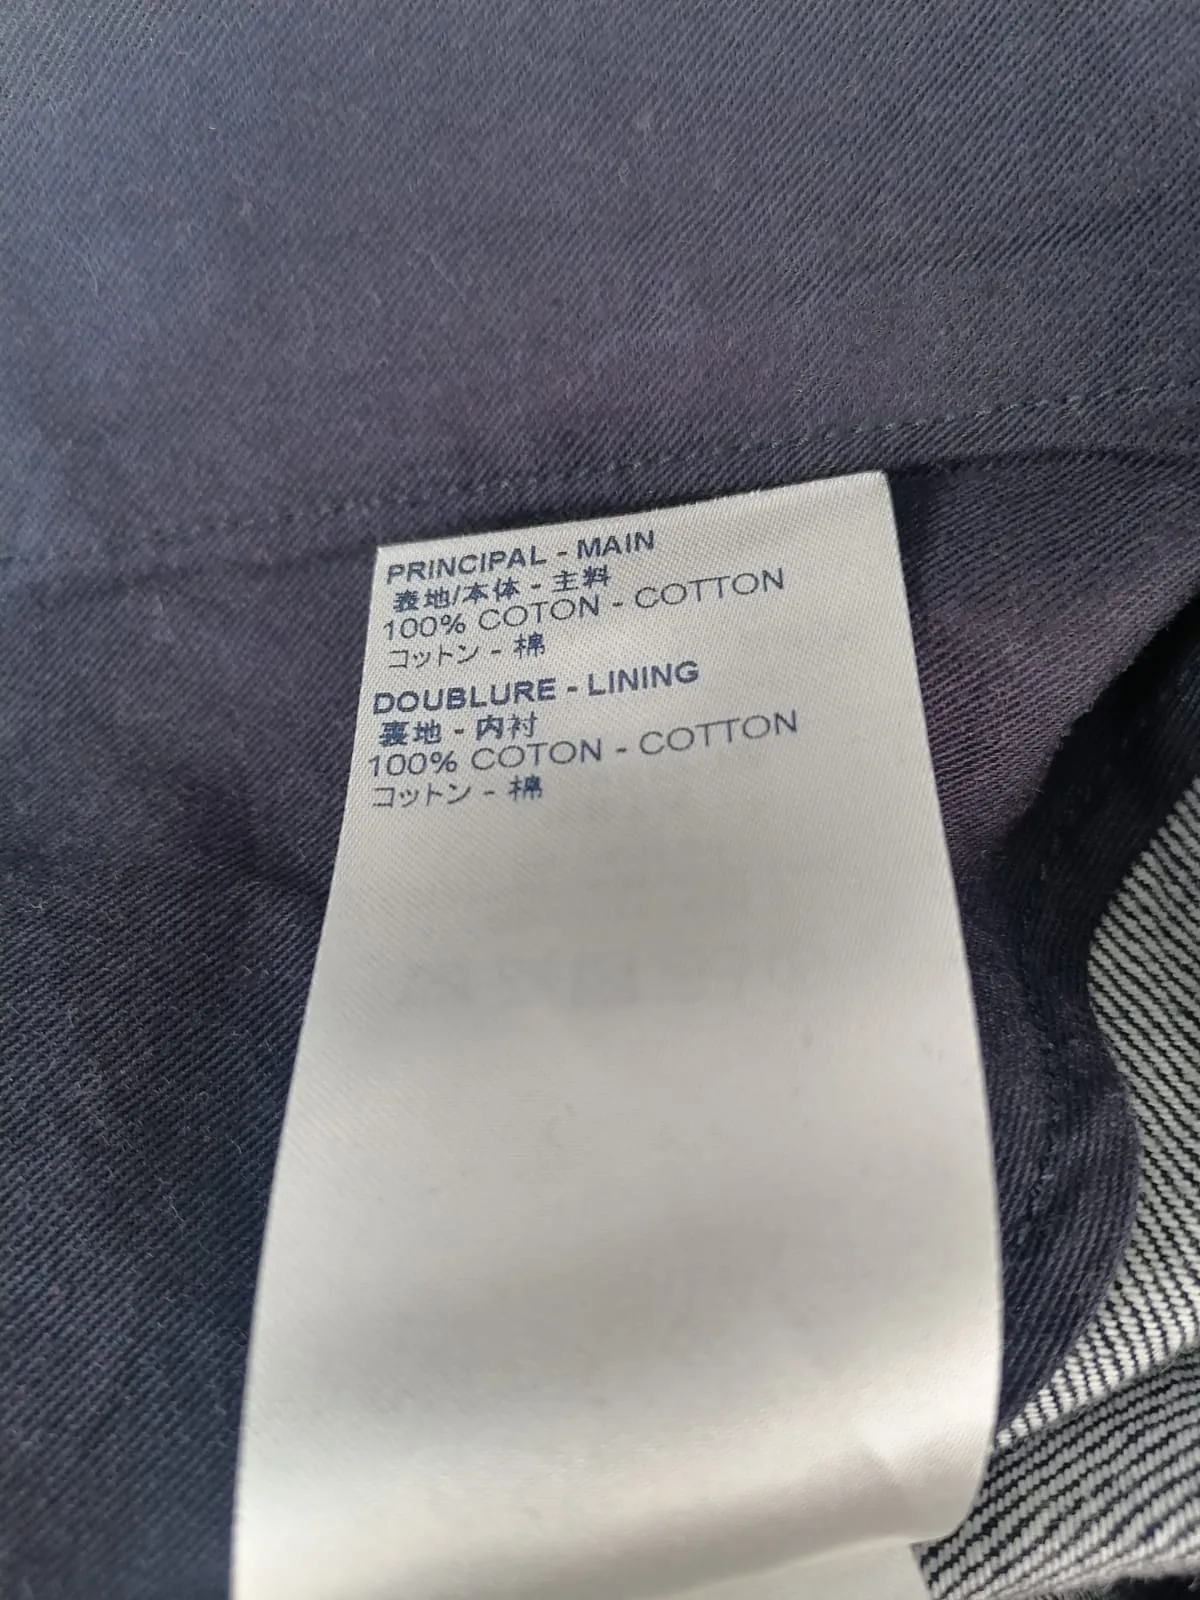 PRINCIPAL - MAIN
表地/本体 - 主料
100% COTON - COTTON
コットン - 棉
DOUBLURE - LINING
裏地 - 内衬
100% COTON - COTTON
コットン - 棉